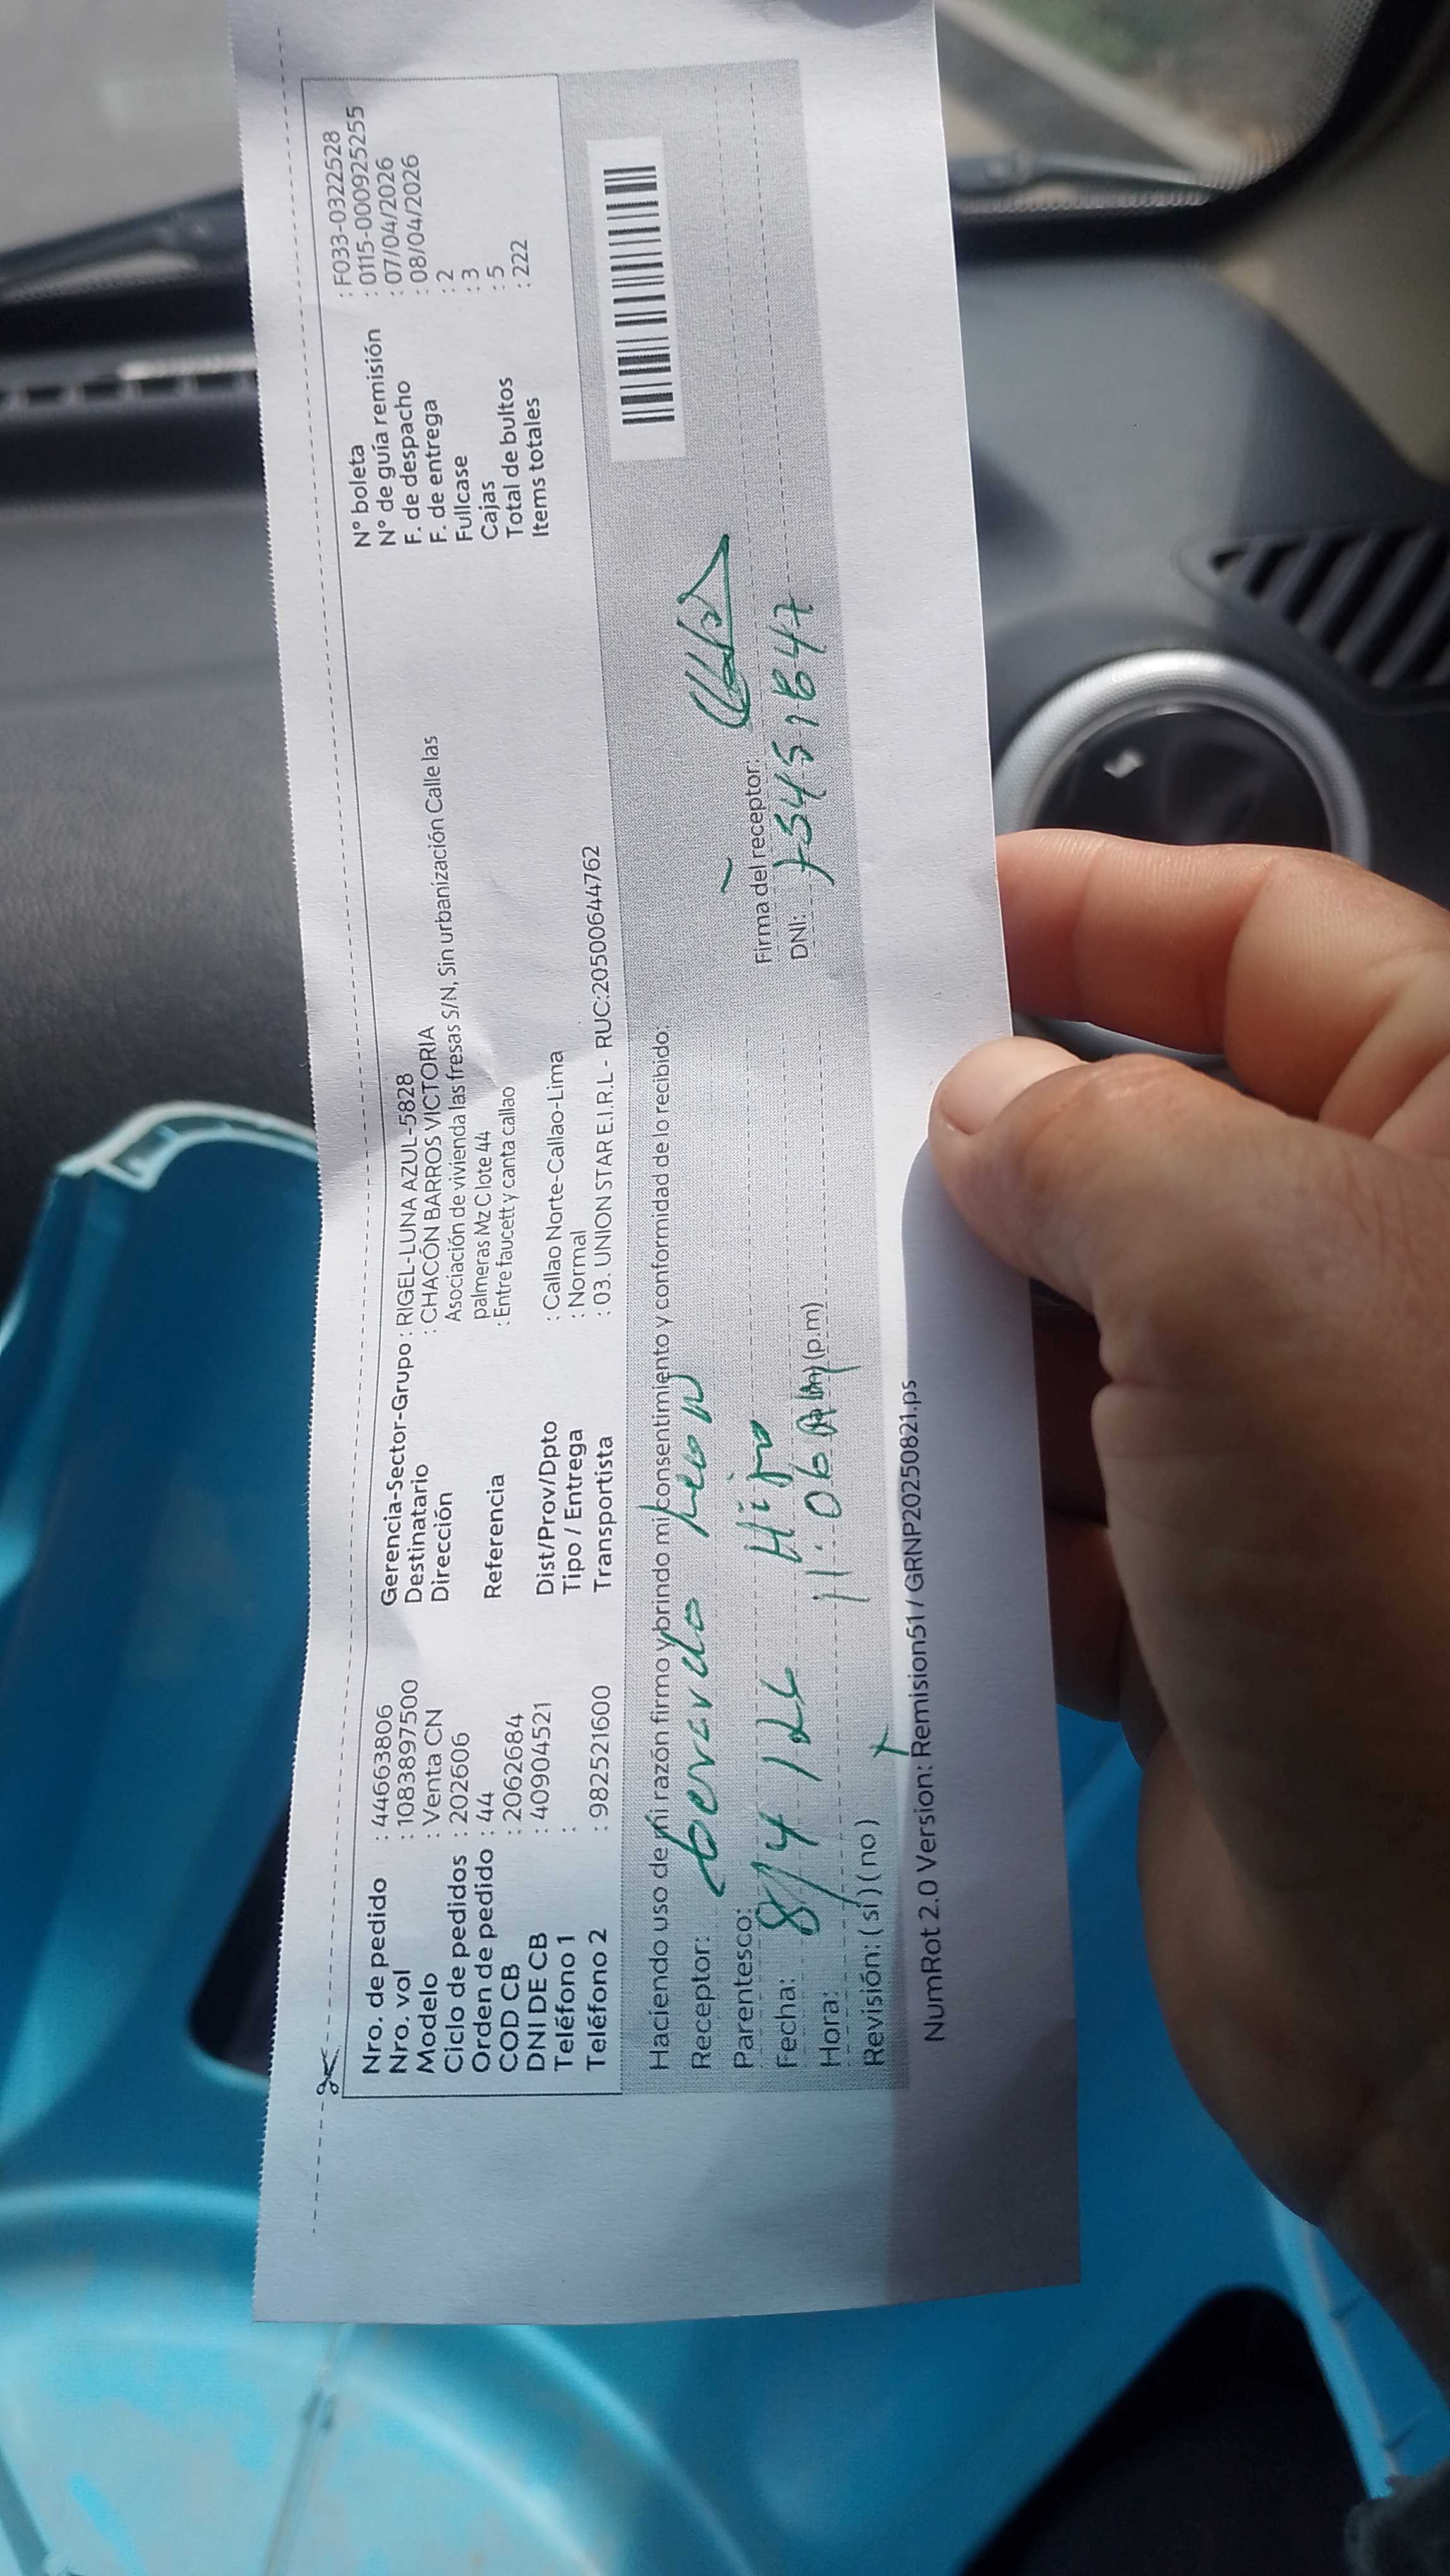 Nro. de pedido : 44663806
Nro. vol : 1083897500
Modelo : Venta CN
Ciclo de pedidos : 202606
Orden de pedido : 44
COD CB : 2062684
DNI DE CB : 40904521
Teléfono 1 :
Teléfono 2 : 982521600
Gerencia-Sector-Grupo : RIGEL-LUNA AZUL-5828
Destinatario : CHACÓN BARROS VICTORIA
Dirección Asociación de vivienda las fresas S/N, Sin urbanización Calle las
palmeras Mz C lote 44
Referencia : Entre faucett y canta callao
Dist/Prov/Dpto : Callao Norte-Callao-Lima
Tipo / Entrega : Normal
Transportista : 03. UNION STAR E.I.R.L - RUC:20500644762
N° boleta : F033-0322528
N° de guía remisión : 0115-000925255
F. de despacho : 07/04/2026
F. de entrega : 08/04/2026
Fullcase : 2
Cajas : 3
Total de bultos : 5
Items totales : 222
Haciendo uso de mi razón firmo y brindo mi consentimiento y conformidad de lo recibido:
Receptor: Leon
Parentesco: Hijo
Fecha: 8/4/26
Hora: 11:06 (p.m)
Revisión: ( si ) ( no )
Firma del receptor:
DNI:
NumRot 2.0 Version: Remision51 / GRNP20250821.ps